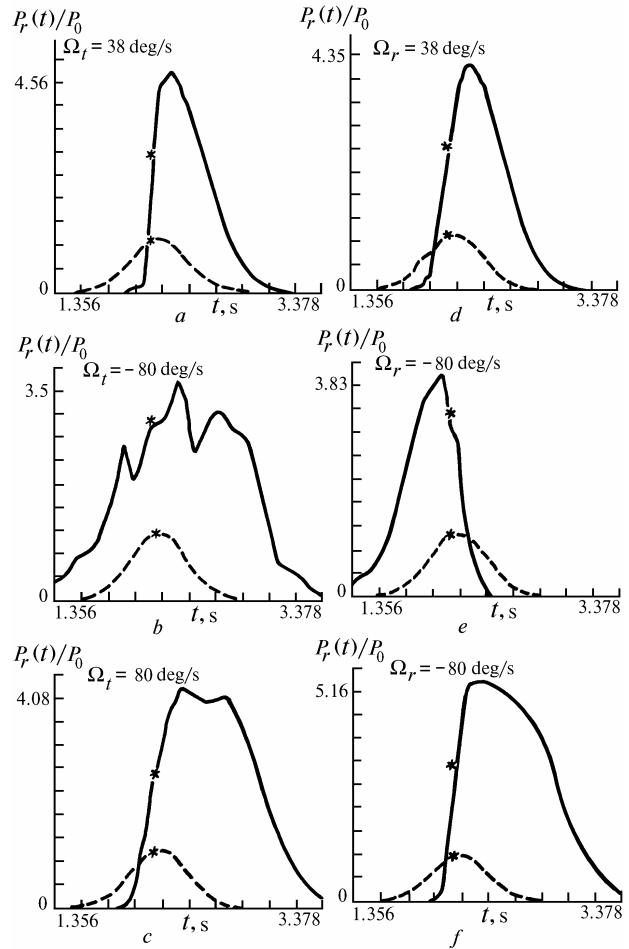 P_r(t)/P_0
Ω_t = 38 deg/s
4.56
0
1.356
t, s
3.378
a
P_r(t)/P_0
Ω_r = 38 deg/s
4.35
0
1.356
t, s
3.378
d
P_r(t)/P_0
Ω_t = −80 deg/s
3.5
0
1.356
t, s
3.378
b
P_r(t)/P_0
Ω_r = −80 deg/s
3.83
0
1.356
t, s
3.378
e
P_r(t)/P_0
Ω_t = 80 deg/s
4.08
0
1.356
t, s
3.378
c
P_r(t)/P_0
Ω_r = −80 deg/s
5.16
0
1.356
t, s
3.378
f